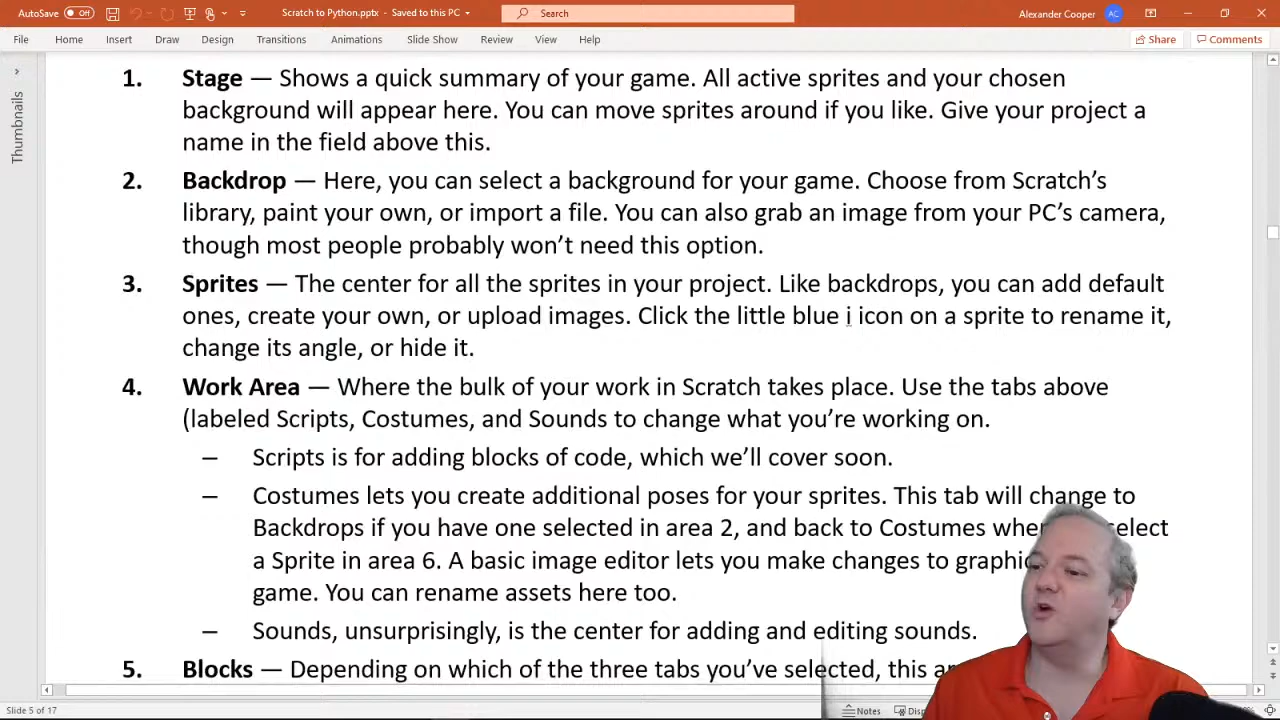 AutoSave Off Scratch to Python.pptx - Saved to this PC Search Alexander Cooper AC
File Home Insert Draw Design Transitions Animations Slide Show Review View Help Share Comments
Thumbnails
1. Stage — Shows a quick summary of your game. All active sprites and your chosen
background will appear here. You can move sprites around if you like. Give your project a
name in the field above this.
2. Backdrop — Here, you can select a background for your game. Choose from Scratch’s
library, paint your own, or import a file. You can also grab an image from your PC’s camera,
though most people probably won’t need this option.
3. Sprites — The center for all the sprites in your project. Like backdrops, you can add default
ones, create your own, or upload images. Click the little blue i icon on a sprite to rename it,
change its angle, or hide it.
4. Work Area — Where the bulk of your work in Scratch takes place. Use the tabs above
(labeled Scripts, Costumes, and Sounds to change what you’re working on.
– Scripts is for adding blocks of code, which we’ll cover soon.
– Costumes lets you create additional poses for your sprites. This tab will change to
Backdrops if you have one selected in area 2, and back to Costumes select
a Sprite in area 6. A basic image editor lets you make changes to
game. You can rename assets here too.
– Sounds, unsurprisingly, is the center for adding and editing sounds.
5. Blocks — Depending on which of the three tabs you’ve selected, this
Slide 5 of 17 Notes